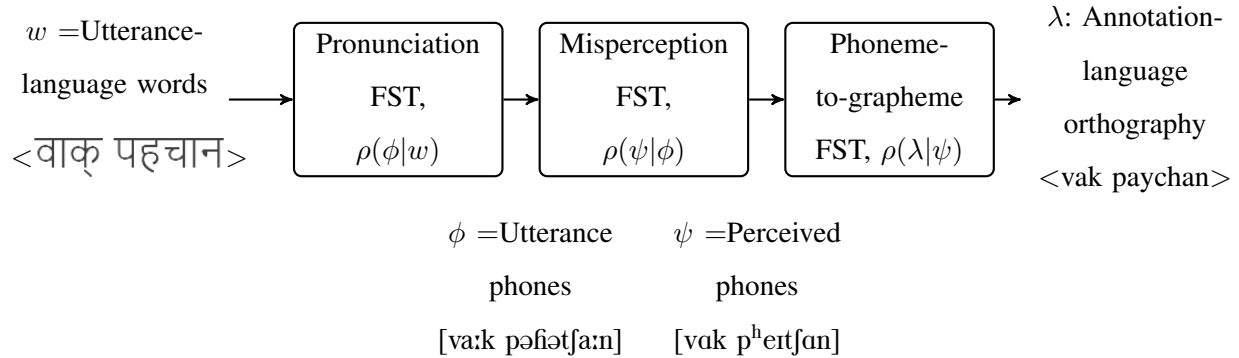 w =Utterance-
language words
<वाक् पहचान>
Pronunciation
FST,
ρ(ϕ|w)
Misperception
FST,
ρ(ψ|ϕ)
Phoneme-
to-grapheme
FST, ρ(λ|ψ)
λ: Annotation-
language
orthography
<vak paychan>
ϕ =Utterance
phones
[vaːk pəɦətʃaːn]
ψ =Perceived
phones
[vɑk pʰeɪtʃɑn]